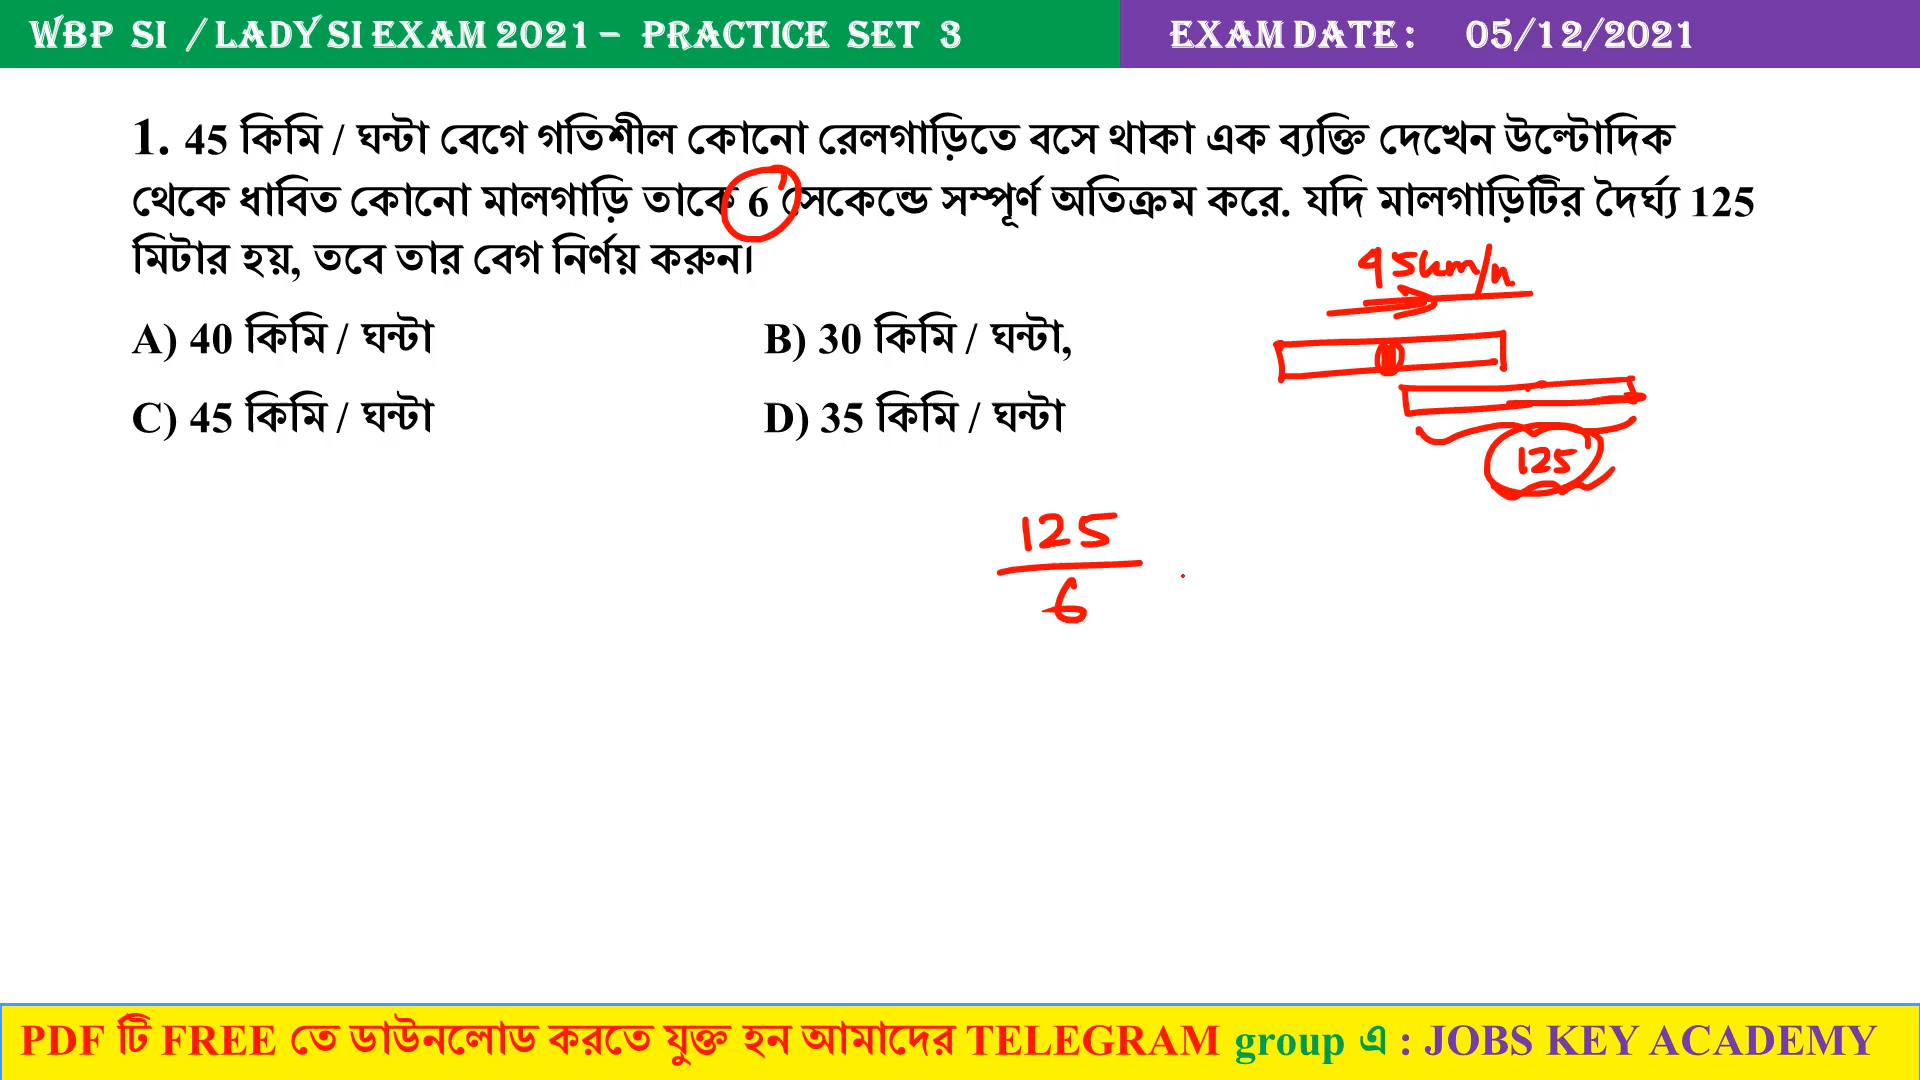 WBP SI / LADY SI EXAM 2021 – PRACTICE SET 3
EXAM DATE : 05/12/2021
1. 45 কিমি / ঘন্টা বেগে গতিশীল কোনো রেলগাড়িতে বসে থাকা এক ব্যক্তি দেখেন উল্টোদিক
থেকে ধাবিত কোনো মালগাড়ি তাকে 6 সেকেন্ডে সম্পূর্ণ অতিক্রম করে. যদি মালগাড়িটির দৈর্ঘ্য 125
মিটার হয়, তবে তার বেগ নির্ণয় করুন।
45km/h
A) 40 কিমি / ঘন্টা
B) 30 কিমি / ঘন্টা,
C) 45 কিমি / ঘন্টা
D) 35 কিমি / ঘন্টা
125
125
6
PDF টি FREE তে ডাউনলোড করতে যুক্ত হন আমাদের TELEGRAM group এ : JOBS KEY ACADEMY